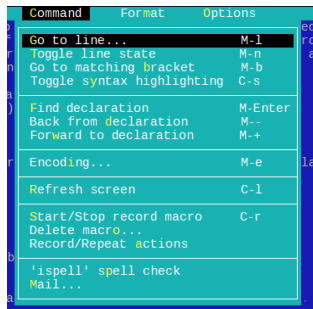 Command Format Options
Go to line... M-l
Toggle line state M-n
Go to matching bracket M-b
Toggle syntax highlighting C-s
Find declaration M-Enter
Back from declaration M--
Forward to declaration M-+
Encoding... M-e
Refresh screen C-l
Start/Stop record macro C-r
Delete macro...
Record/Repeat actions
'ispell' spell check
Mail...